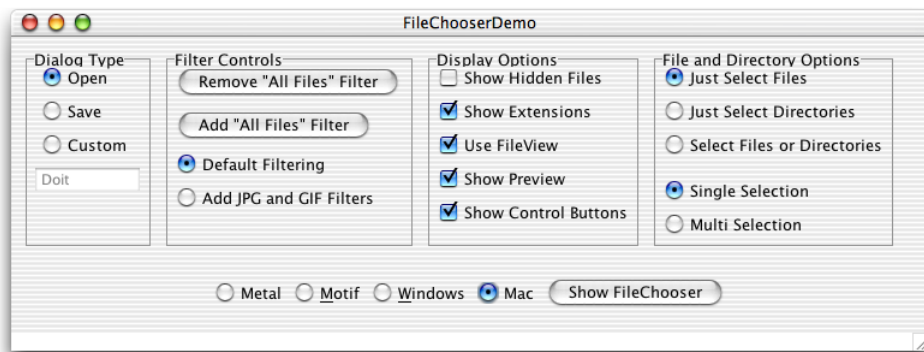 FileChooserDemo
Dialog Type
Open
Save
Custom
Doit
Filter Controls
Remove "All Files" Filter
Add "All Files" Filter
Default Filtering
Add JPG and GIF Filters
Display Options
Show Hidden Files
Show Extensions
Use FileView
Show Preview
Show Control Buttons
File and Directory Options
Just Select Files
Just Select Directories
Select Files or Directories
Single Selection
Multi Selection
Metal Motif Windows Mac Show FileChooser